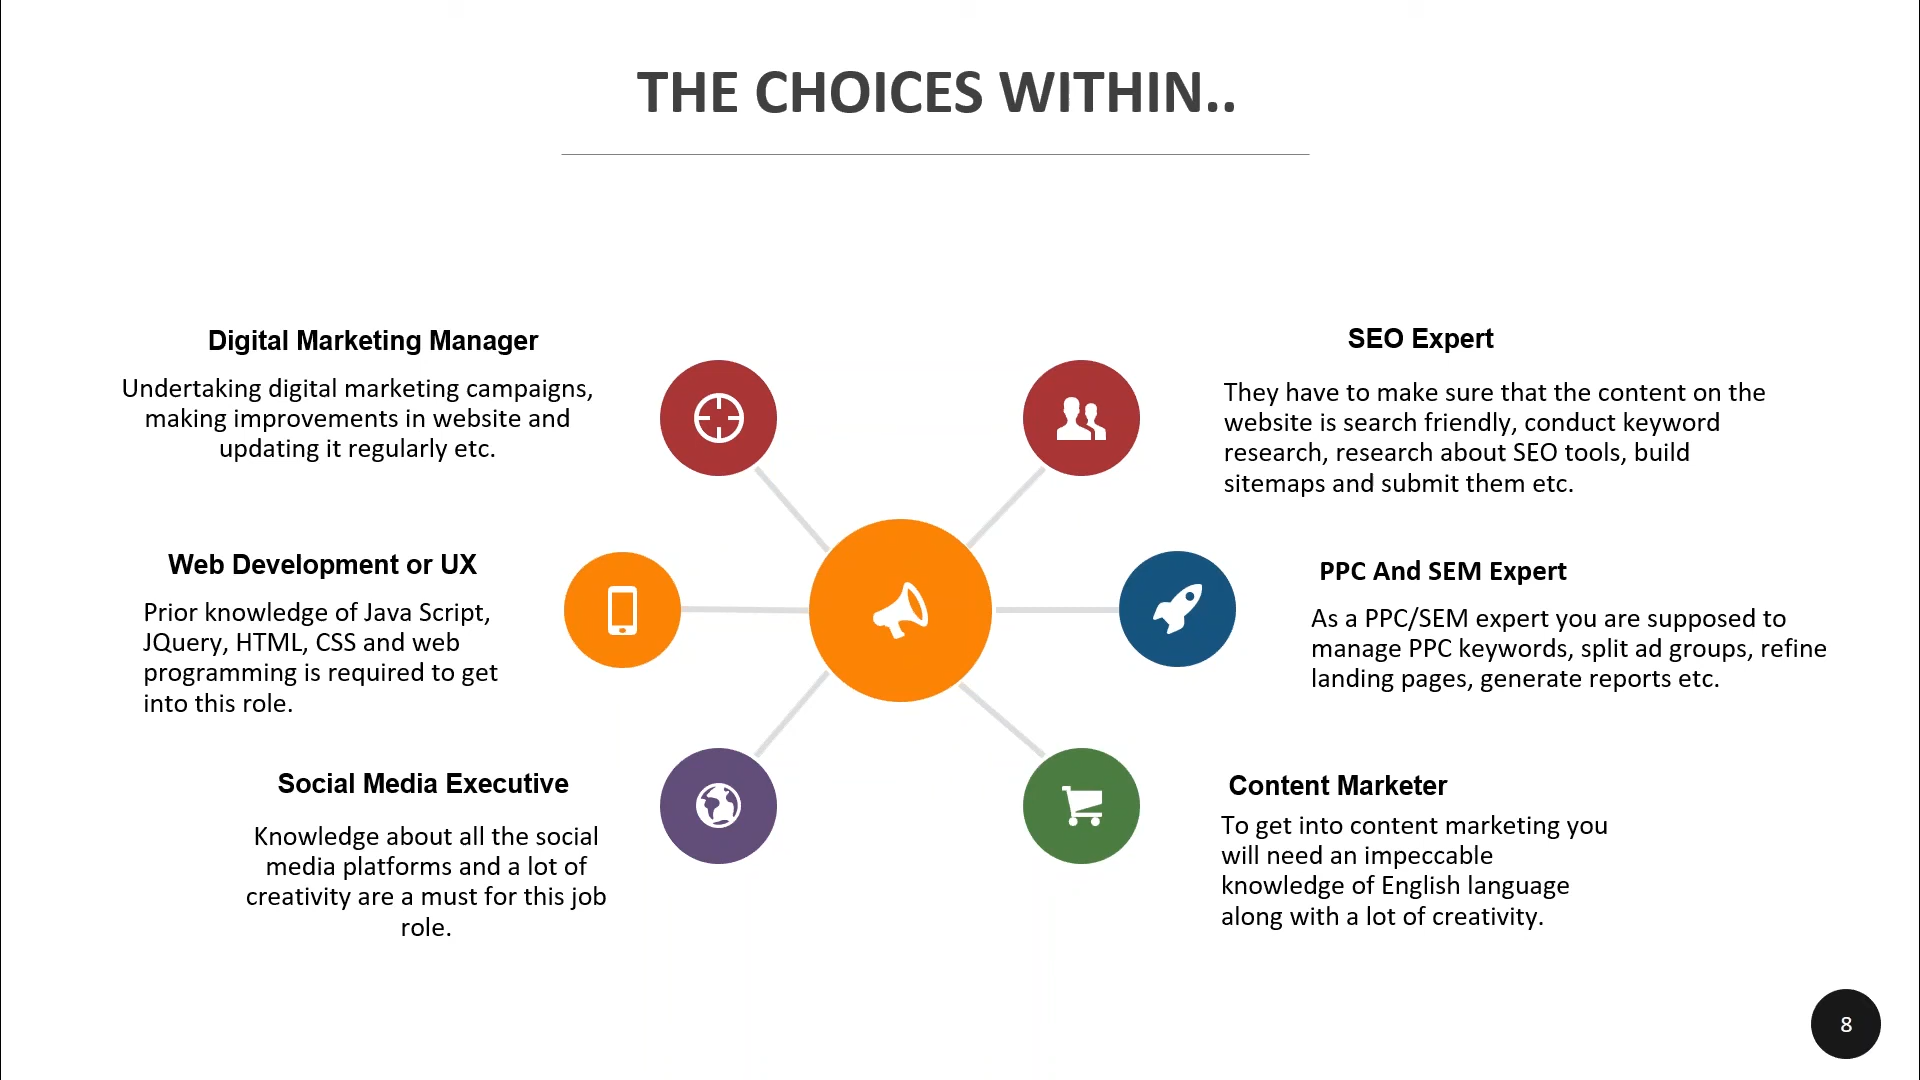 THE CHOICES WITHIN..
Digital Marketing Manager
Undertaking digital marketing campaigns,
making improvements in website and
updating it regularly etc.
Web Development or UX
Prior knowledge of Java Script,
JQuery, HTML, CSS and web
programming is required to get
into this role.
Social Media Executive
Knowledge about all the social
media platforms and a lot of
creativity are a must for this job
role.
SEO Expert
They have to make sure that the content on the
website is search friendly, conduct keyword
research, research about SEO tools, build
sitemaps and submit them etc.
PPC And SEM Expert
As a PPC/SEM expert you are supposed to
manage PPC keywords, split ad groups, refine
landing pages, generate reports etc.
Content Marketer
To get into content marketing you
will need an impeccable
knowledge of English language
along with a lot of creativity.
8